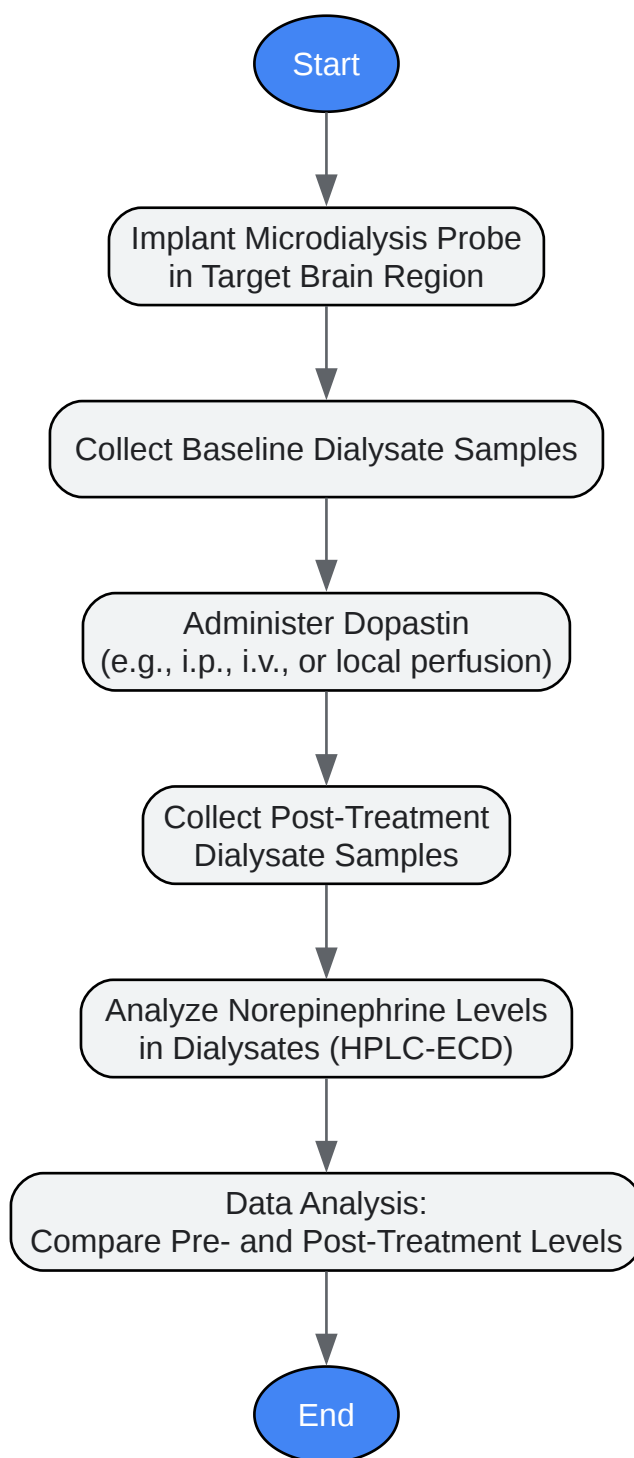 Start
Implant Microdialysis Probe
in Target Brain Region
Collect Baseline Dialysate Samples
Administer Dopastin
(e.g., i.p., i.v., or local perfusion)
Collect Post-Treatment
Dialysate Samples
Analyze Norepinephrine Levels
in Dialysates (HPLC-ECD)
Data Analysis:
Compare Pre- and Post-Treatment Levels
End